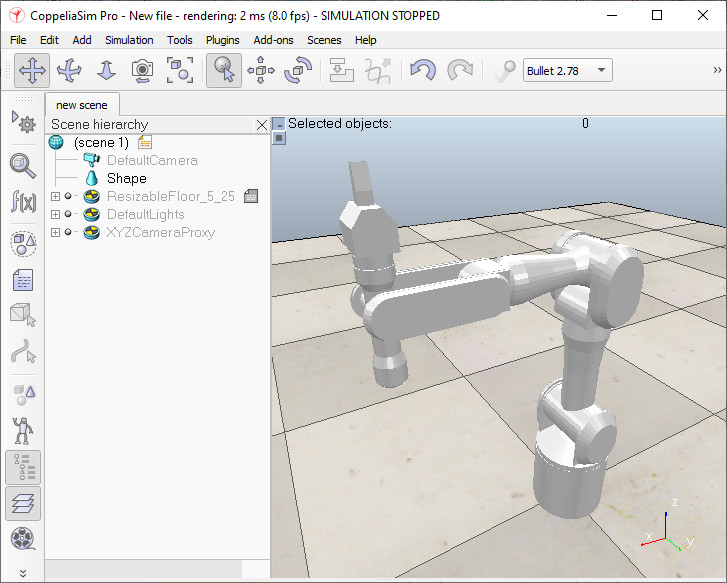 CoppeliaSim Pro - New file - rendering: 2 ms (8.0 fps) - SIMULATION STOPPED
File Edit Add Simulation Tools Plugins Add-ons Scenes Help
Bullet 2.78
»
new scene
Scene hierarchy
Selected objects: 0
(scene 1)
DefaultCamera
Shape
ResizableFloor_5_25
DefaultLights
XYZCameraProxy
f(x)
z
x
y